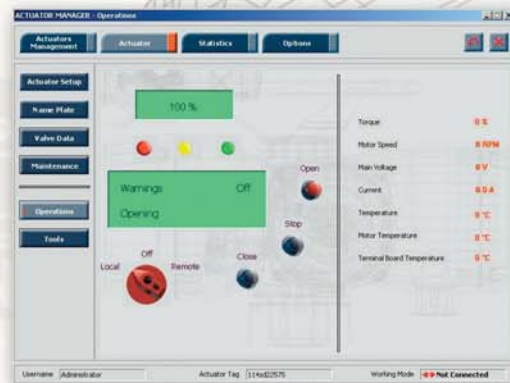 ACTUATOR MANAGER - Operations
Actuators Management
Actuator
Statistics
Options
Actuator Setup
Name Plate
Valve Data
Maintenance
Operations
Tools
100 %
Warnings Off
Opening
Open
Stop
Close
Off
Local Remote
Torque 0 %
Motor Speed 0 RPM
Main Voltage 0 V
Current 0.0 A
Temperature 0 °C
Motor Temperature 0 °C
Terminal Board Temperature 0 °C
Username Administrator Actuator Tag 114sd22575 Working Mode Not Connected